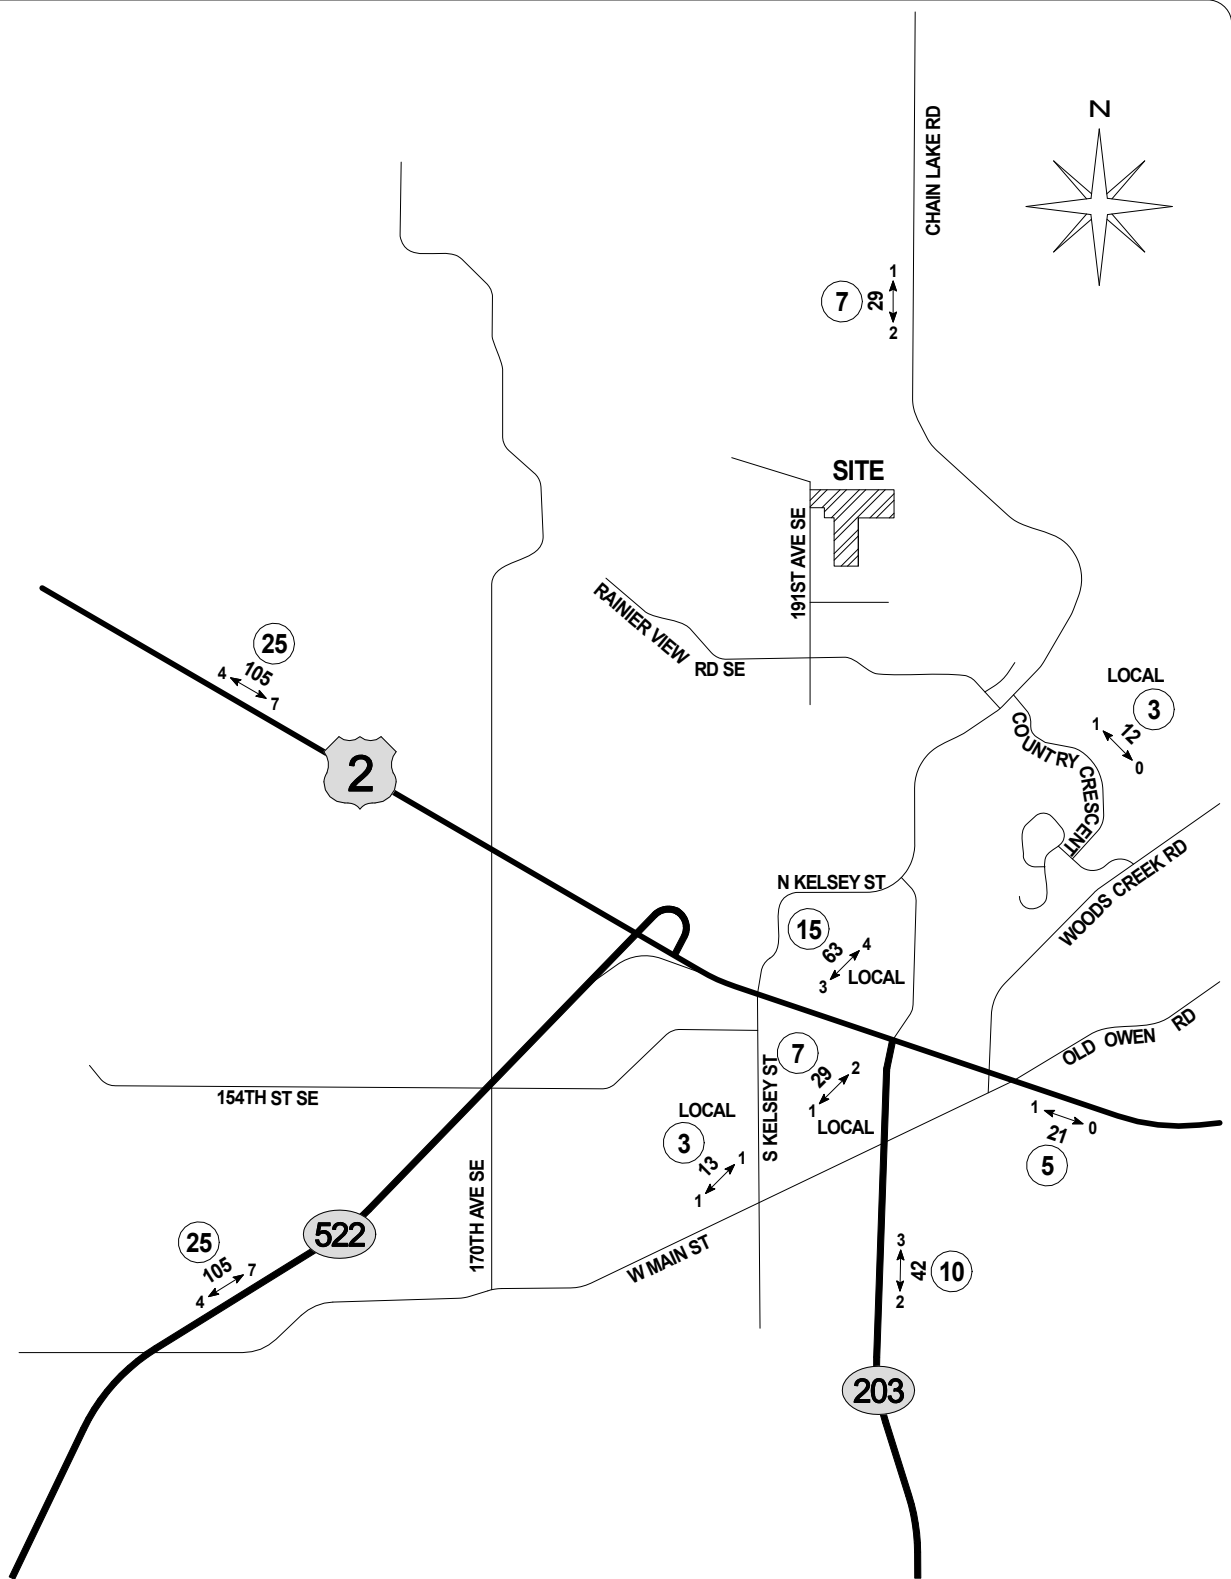 N
CHAIN LAKE RD
1
7
29
2
SITE
191ST AVE SE
RAINIER VIEW
RD SE
25
4
105
7
2
LOCAL
3
1
12
0
COUNTRY CRESCENT
WOODS CREEK RD
N KELSEY ST
15
63
4
3
LOCAL
OLD OWEN RD
154TH ST SE
S KELSEY ST
7
29
2
1
LOCAL
LOCAL
3
13
1
1
1
0
21
5
170TH AVE SE
W MAIN ST
522
25
105
7
4
3
42
10
2
203